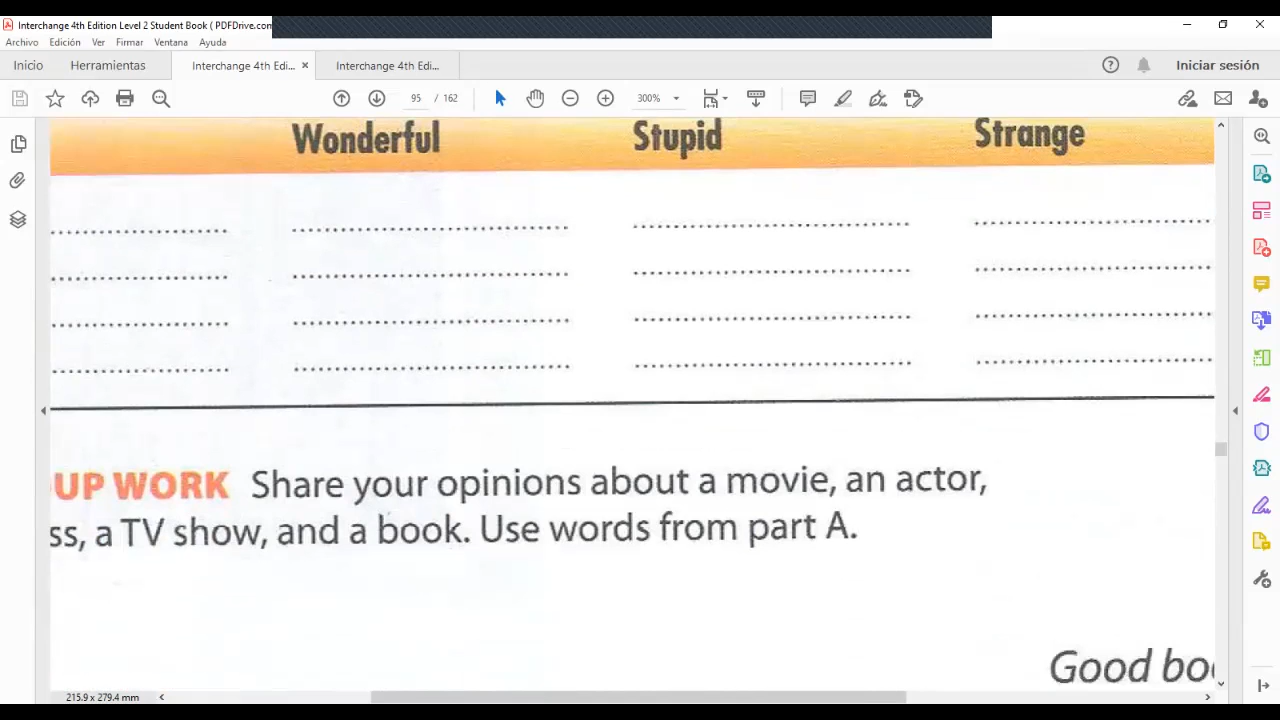 Interchange 4th Edition Level 2 Student Book ( PDFDrive.com
Archivo Edición Ver Firmar Ventana Ayuda
Inicio Herramientas Interchange 4th Edi... Interchange 4th Edi... Iniciar sesión
95 / 162 300%
Wonderful Stupid Strange
UP WORK Share your opinions about a movie, an actor,
ss, a TV show, and a book. Use words from part A.
Good boo
215.9 x 279.4 mm